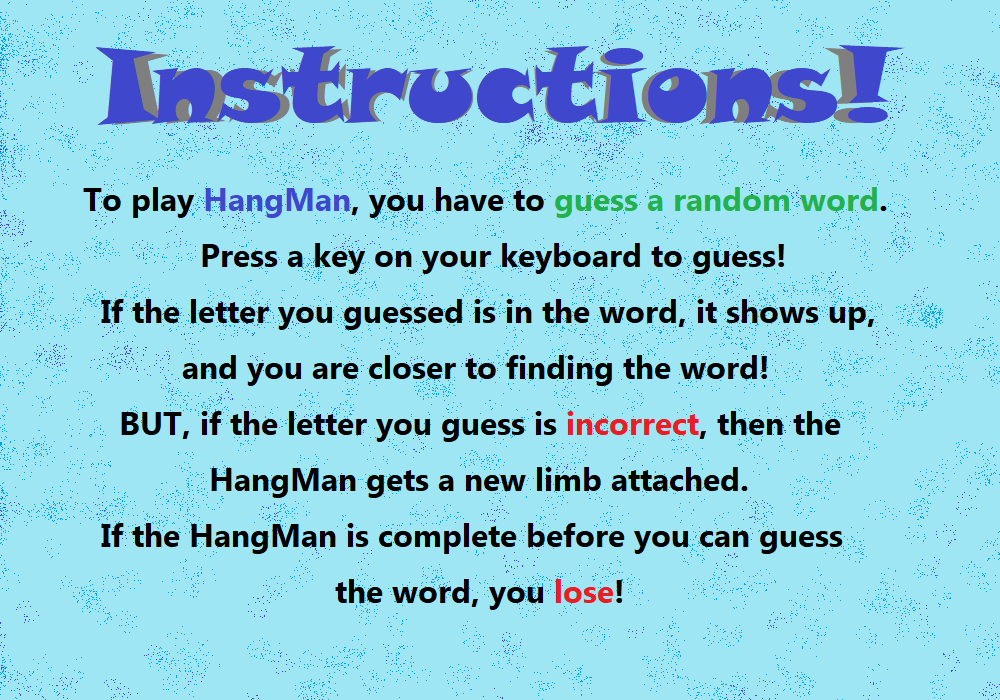 Instructions!
To play HangMan, you have to guess a random word.
Press a key on your keyboard to guess!
If the letter you guessed is in the word, it shows up,
and you are closer to finding the word!
BUT, if the letter you guess is incorrect, then the
HangMan gets a new limb attached.
If the HangMan is complete before you can guess
the word, you lose!